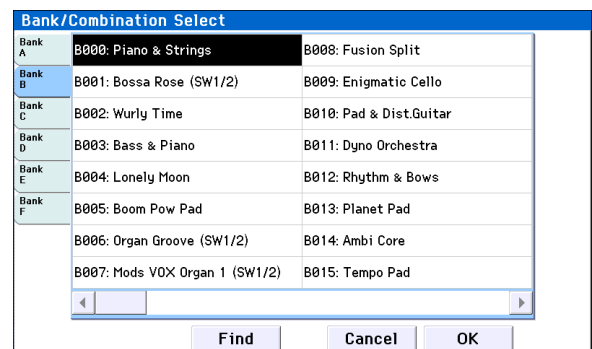 Bank/Combination Select
Bank
A
Bank
B
Bank
C
Bank
D
Bank
E
Bank
F
B000: Piano & Strings
B001: Bossa Rose (SW1/2)
B002: Wurly Time
B003: Bass & Piano
B004: Lonely Moon
B005: Boom Pow Pad
B006: Organ Groove (SW1/2)
B007: Mods VOX Organ 1 (SW1/2)
B008: Fusion Split
B009: Enigmatic Cello
B010: Pad & Dist.Guitar
B011: Dyno Orchestra
B012: Rhythm & Bows
B013: Planet Pad
B014: Ambi Core
B015: Tempo Pad
Find
Cancel
OK